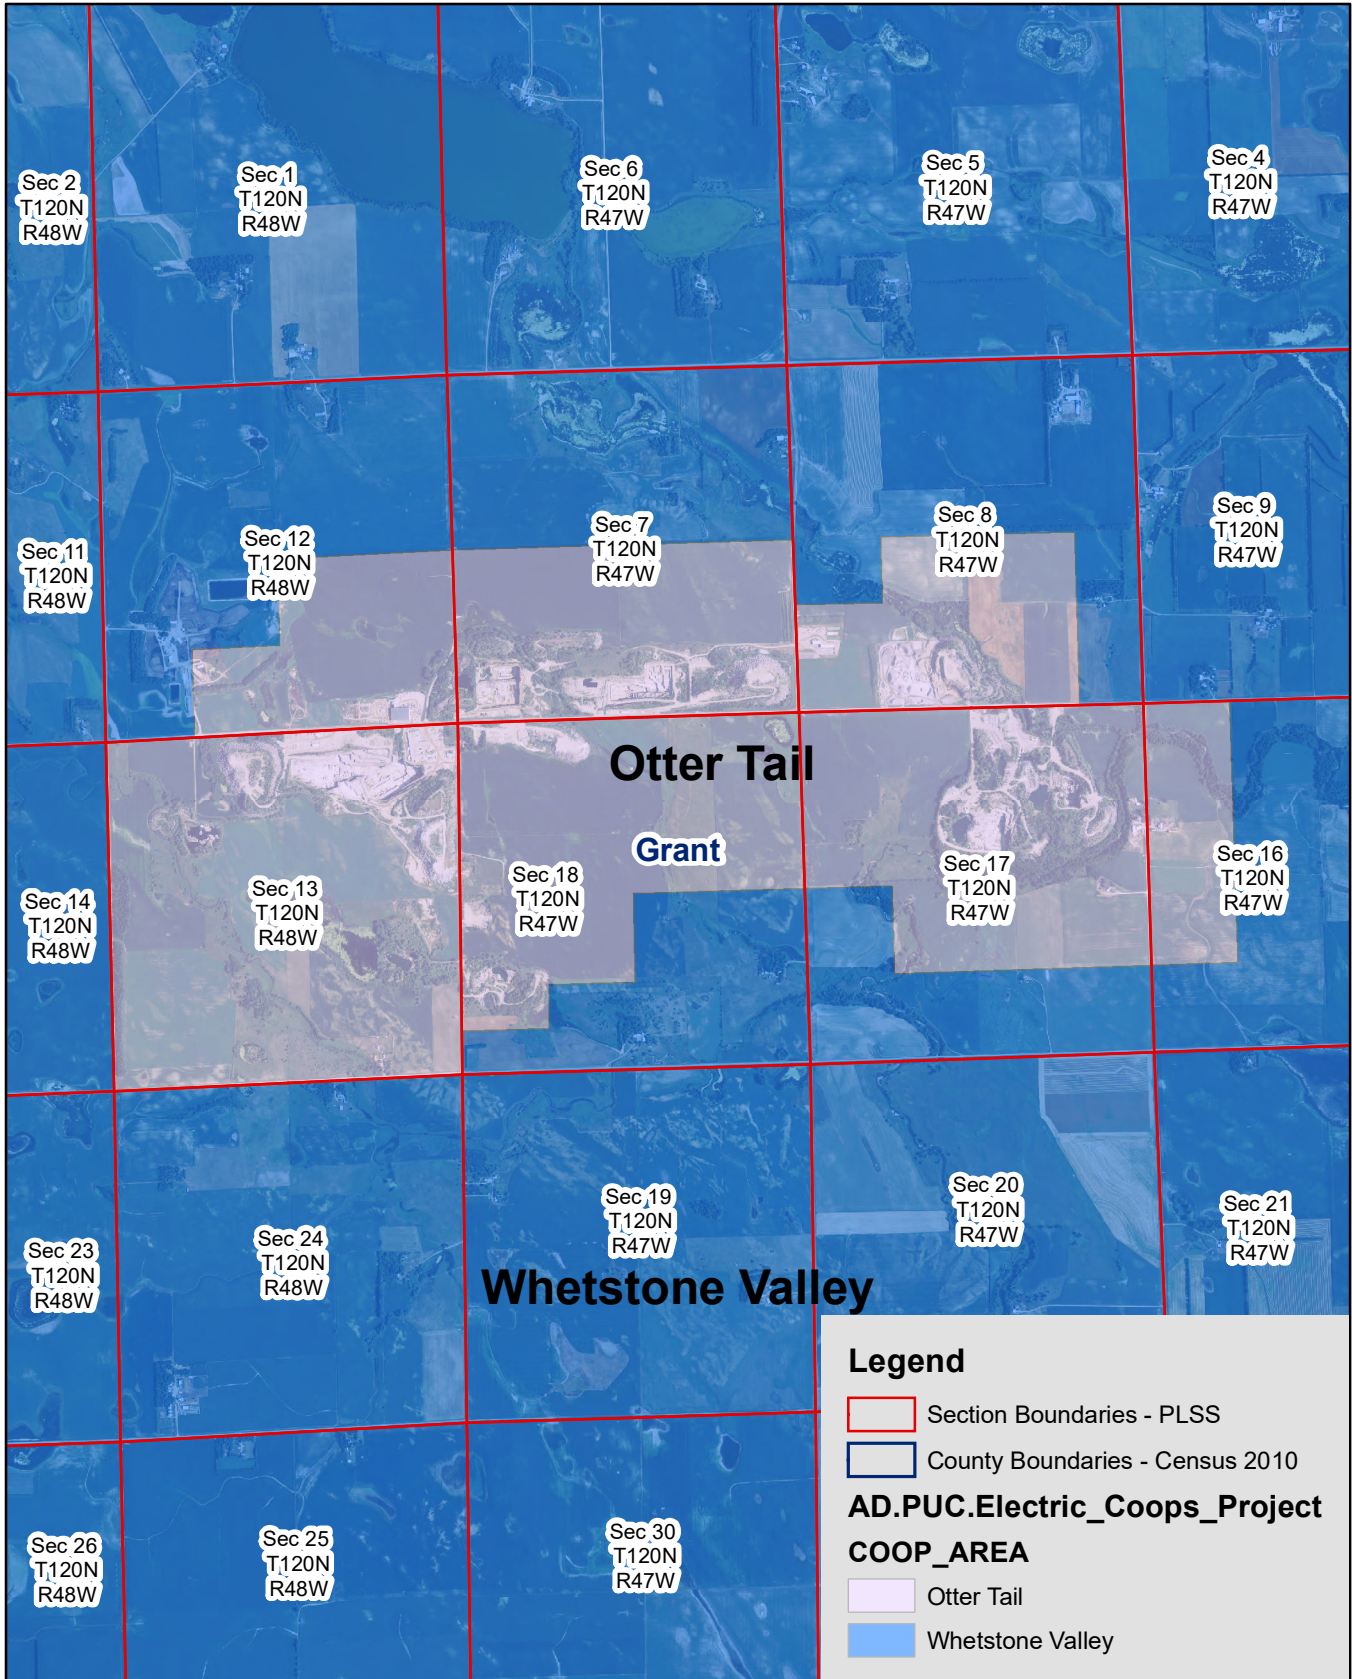 Sec 2
T120N
R48W
Sec 1
T120N
R48W
Sec 6
T120N
R47W
Sec 5
T120N
R47W
Sec 4
T120N
R47W
Sec 11
T120N
R48W
Sec 12
T120N
R48W
Sec 7
T120N
R47W
Sec 8
T120N
R47W
Sec 9
T120N
R47W
Otter Tail
Grant
Sec 14
T120N
R48W
Sec 13
T120N
R48W
Sec 18
T120N
R47W
Sec 17
T120N
R47W
Sec 16
T120N
R47W
Sec 23
T120N
R48W
Sec 24
T120N
R48W
Sec 19
T120N
R47W
Sec 20
T120N
R47W
Sec 21
T120N
R47W
Whetstone Valley
Sec 26
T120N
R48W
Sec 25
T120N
R48W
Sec 30
T120N
R47W
Legend
Section Boundaries - PLSS
County Boundaries - Census 2010
AD.PUC.Electric_Coops_Project
COOP_AREA
Otter Tail
Whetstone Valley